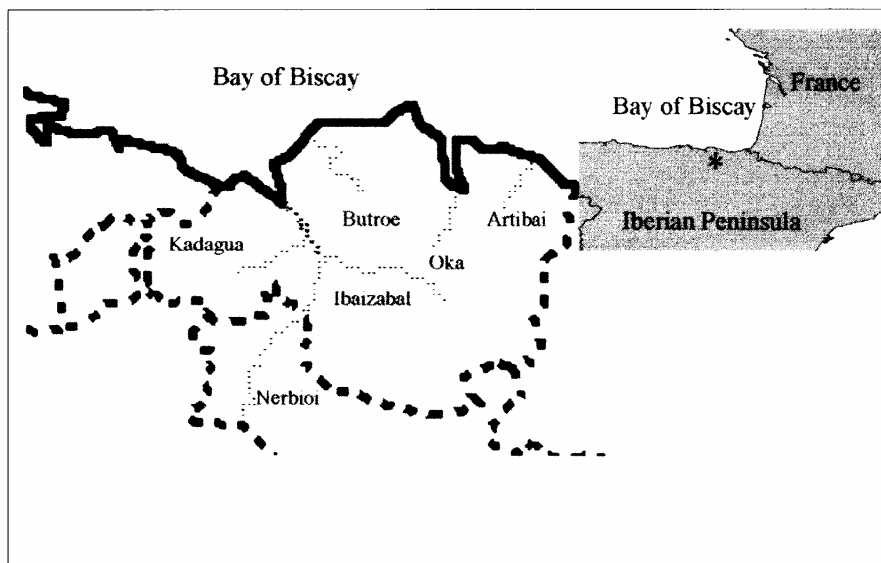 Bay of Biscay
France
Bay of Biscay
*
Butroe
Artibai
Iberian Peninsula
Kadagua
Oka
Ibaizabal
Nerbioi